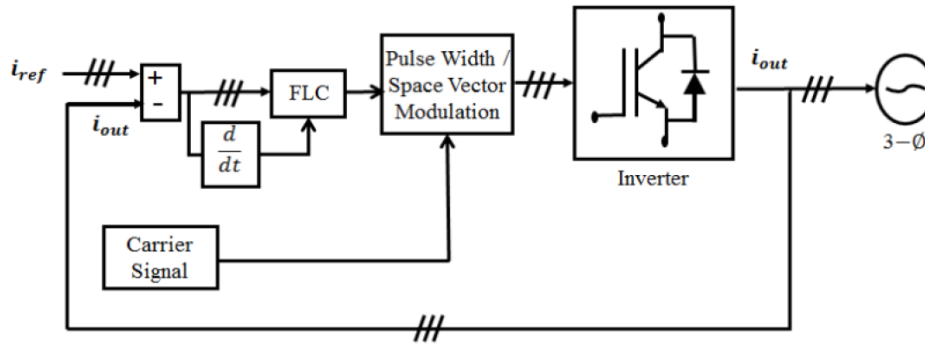 i_ref
+
-
i_out
d
dt
FLC
Pulse Width /
Space Vector
Modulation
Carrier
Signal
Inverter
i_out
3−Ø